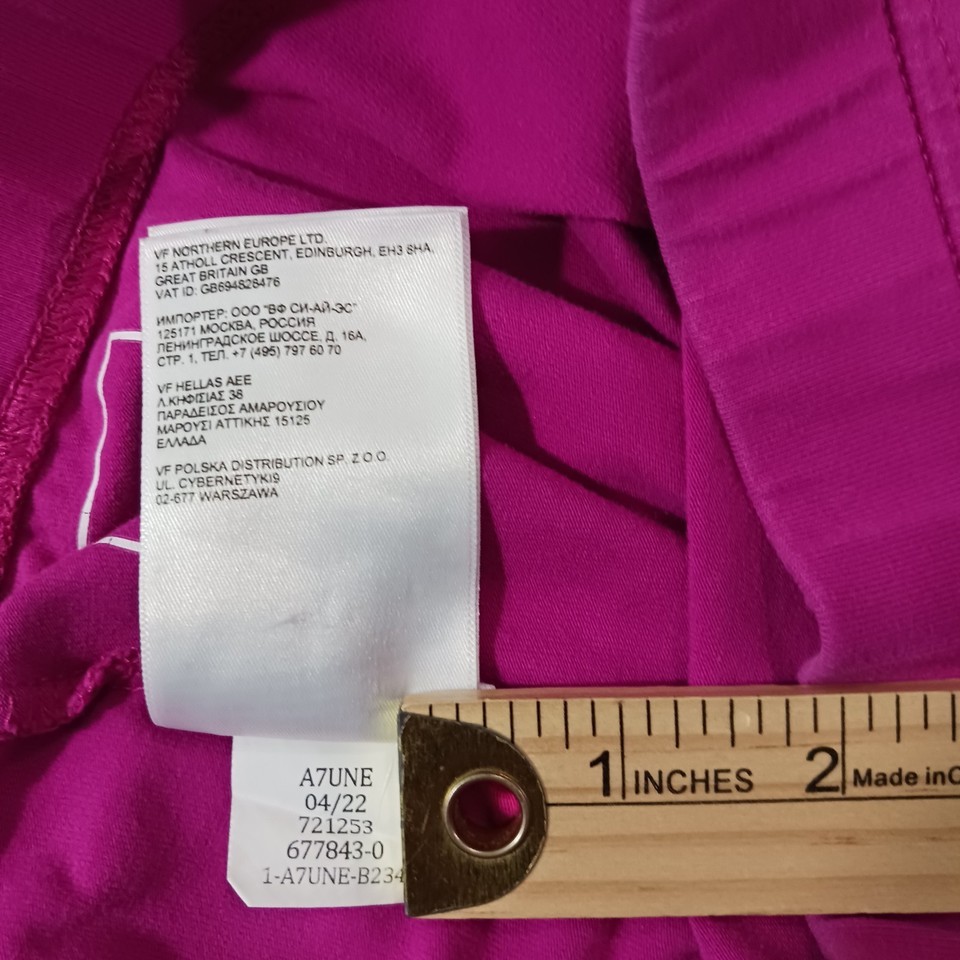 VF NORTHERN EUROPE LTD.
15 ATHOLL CRESCENT, EDINBURGH, EH3 8HA,
GREAT BRITAIN GB
VAT ID: GB694828476
ИМПОРТЕР: ООО "ВФ СИ-АЙ-ЭС"
125171 МОСКВА, РОССИЯ
ЛЕНИНГРАДСКОЕ ШОССЕ, Д. 16А,
СТР. 1, ТЕЛ. +7 (495) 797 60 70
VF HELLAS AEE
Λ.ΚΗΦΙΣΙΑΣ 38
ΠΑΡΑΔΕΙΣΟΣ ΑΜΑΡΟΥΣΙΟΥ
ΜΑΡΟΥΣΙ ΑΤΤΙΚΗΣ 15125
ΕΛΛΑΔΑ
VF POLSKA DISTRIBUTION SP. Z O.O.
UL. CYBERNETYKI9
02-677 WARSZAWA
A7UNE
04/22
721253
677843-0
1-A7UNE-B234
1 INCHES 2 Made in